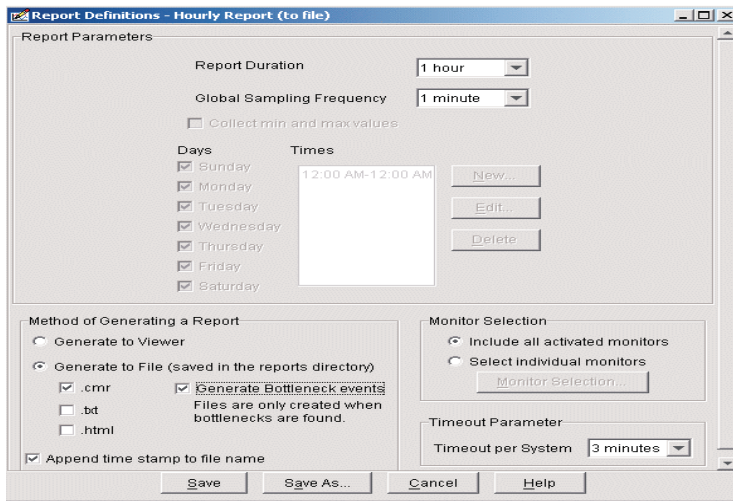 Report Definitions - Hourly Report (to file)
Report Parameters
Report Duration
1 hour
Global Sampling Frequency
1 minute
Collect min and max values
Days
Times
Sunday
Monday
Tuesday
Wednesday
Thursday
Friday
Saturday
12:00 AM-12:00 AM
New...
Edit...
Delete
Method of Generating a Report
Generate to Viewer
Generate to File (saved in the reports directory)
.cmr
.txt
.html
Generate Bottleneck events
Files are only created when
bottlenecks are found.
Append time stamp to file name
Monitor Selection
Include all activated monitors
Select individual monitors
Monitor Selection...
Timeout Parameter
Timeout per System
3 minutes
Save
Save As...
Cancel
Help